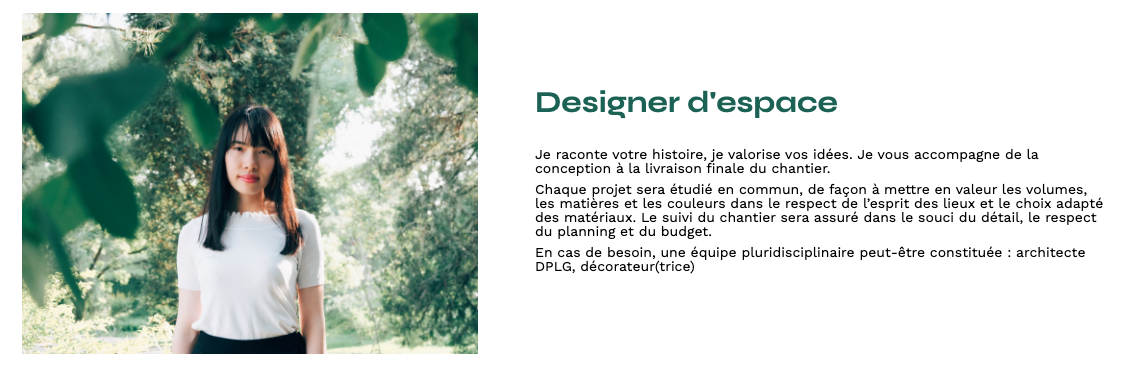 Designer d'espace
Je raconte votre histoire, je valorise vos idées. Je vous accompagne de la
conception à la livraison finale du chantier.
Chaque projet sera étudié en commun, de façon à mettre en valeur les volumes,
les matières et les couleurs dans le respect de l’esprit des lieux et le choix adapté
des matériaux. Le suivi du chantier sera assuré dans le souci du détail, le respect
du planning et du budget.
En cas de besoin, une équipe pluridisciplinaire peut-être constituée : architecte
DPLG, décorateur(trice)